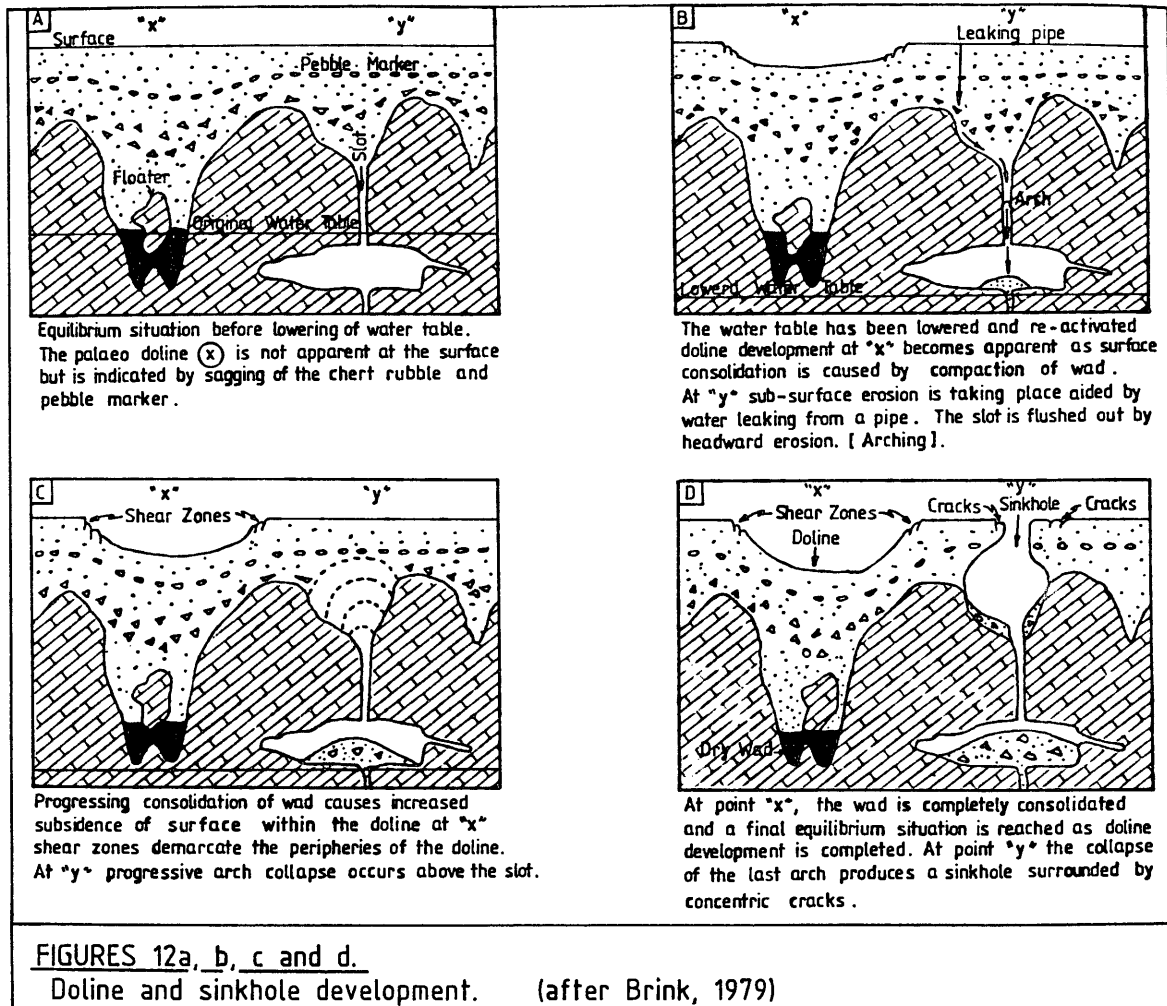 A
"x"
"y"
Surface
Pebble Marker
Slot
Floater
Original Water Table
Equilibrium situation before lowering of water table.
The palaeo doline (x) is not apparent at the surface
but is indicated by sagging of the chert rubble and
pebble marker.
B
"x"
"y"
Leaking pipe
Arch
Lowerd Water Table
The water table has been lowered and re-activated
doline development at "x" becomes apparent as surface
consolidation is caused by compaction of wad.
At "y" sub-surface erosion is taking place aided by
water leaking from a pipe. The slot is flushed out by
headward erosion. [Arching].
C
"x"
"y"
Shear Zones
Progressing consolidation of wad causes increased
subsidence of surface within the doline at "x"
shear zones demarcate the peripheries of the doline.
At "y" progressive arch collapse occurs above the slot.
D
"x"
"y"
Shear Zones
Doline
Cracks
Sinkhole
Cracks
Dry Wad
At point "x", the wad is completely consolidated
and a final equilibrium situation is reached as doline
development is completed. At point "y" the collapse
of the last arch produces a sinkhole surrounded by
concentric cracks.
FIGURES 12a, b, c and d.
Doline and sinkhole development. (after Brink, 1979)